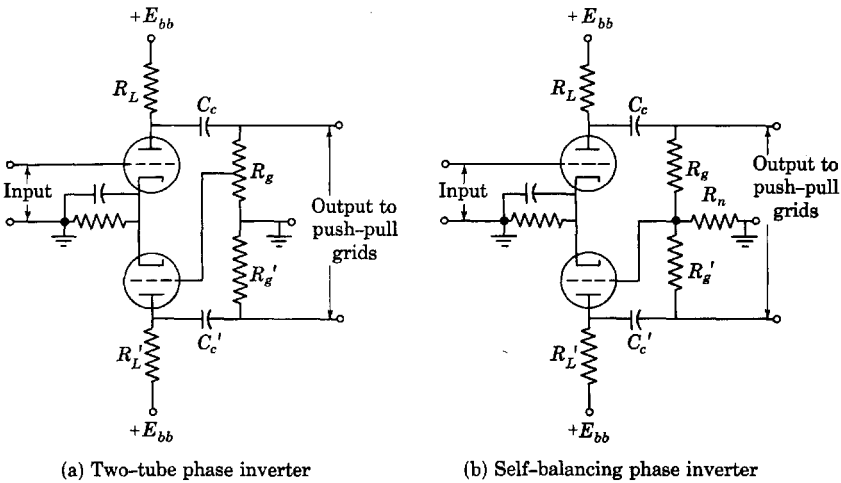 +E_bb
R_L
C_c
Input
R_g
Output to
push-pull
grids
R_g'
C_c'
R_L'
+E_bb
(a) Two-tube phase inverter
+E_bb
R_L
C_c
Input
R_g
R_n
Output to
push-pull
grids
R_g'
C_c'
R_L'
+E_bb
(b) Self-balancing phase inverter